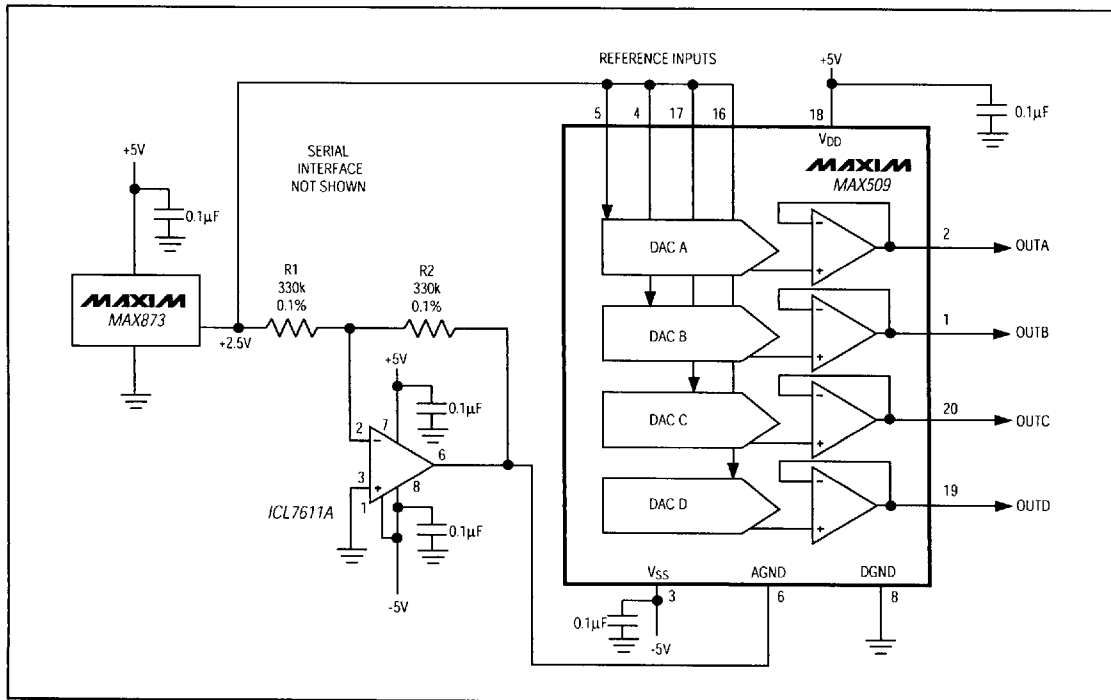 REFERENCE INPUTS
+5V
5
4
17
16
18
0.1µF
VDD
+5V
SERIAL
INTERFACE
NOT SHOWN
MAXIM
MAX509
0.1µF
DAC A
-
+
2
OUTA
R1
330k
0.1%
R2
330k
0.1%
MAXIM
MAX873
+2.5V
DAC B
-
+
1
OUTB
+5V
0.1µF
2
7
-
6
DAC C
-
+
20
OUTC
3
+
1
8
ICL7611A
0.1µF
-5V
DAC D
-
+
19
OUTD
VSS
AGND
DGND
3
6
8
0.1µF
-5V